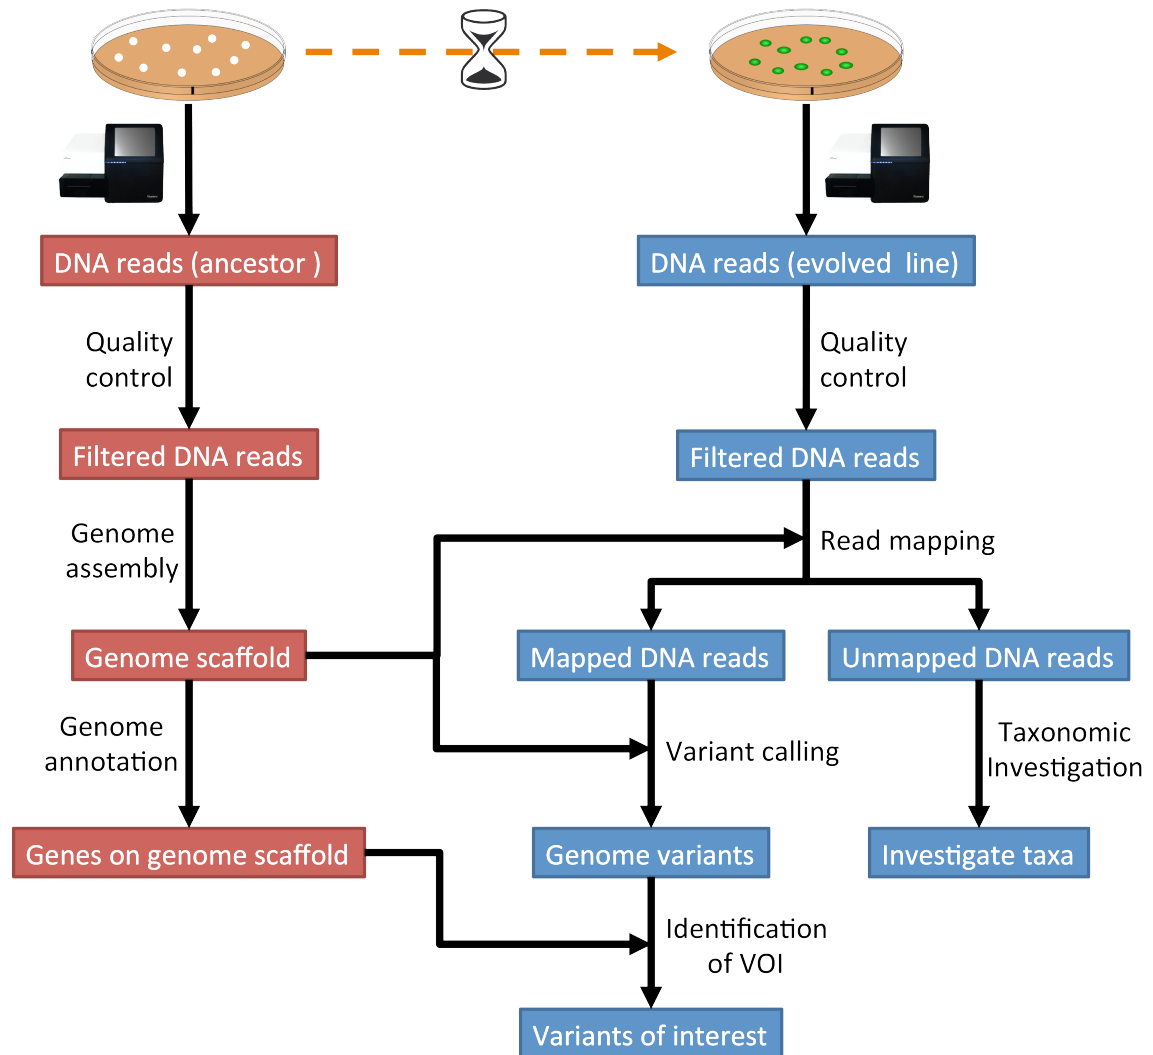 DNA reads (ancestor )
DNA reads (evolved  line)
Quality
control
Quality
control
Filtered DNA reads
Filtered DNA reads
Genome
assembly
Read mapping
Genome scaffold
Mapped DNA reads
Unmapped DNA reads
Genome
annotation
Variant calling
Taxonomic
Investigation
Genes on genome scaffold
Genome variants
Investigate taxa
Identification
of VOI
Variants of interest